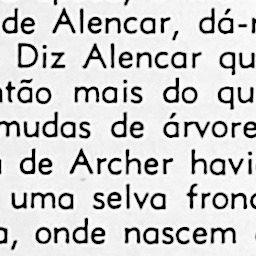 de Alencar, dá-
Diz Alencar qu
ntão mais do qu
mudas de árvore
de Archer havi
uma selva frond
a, onde nascem